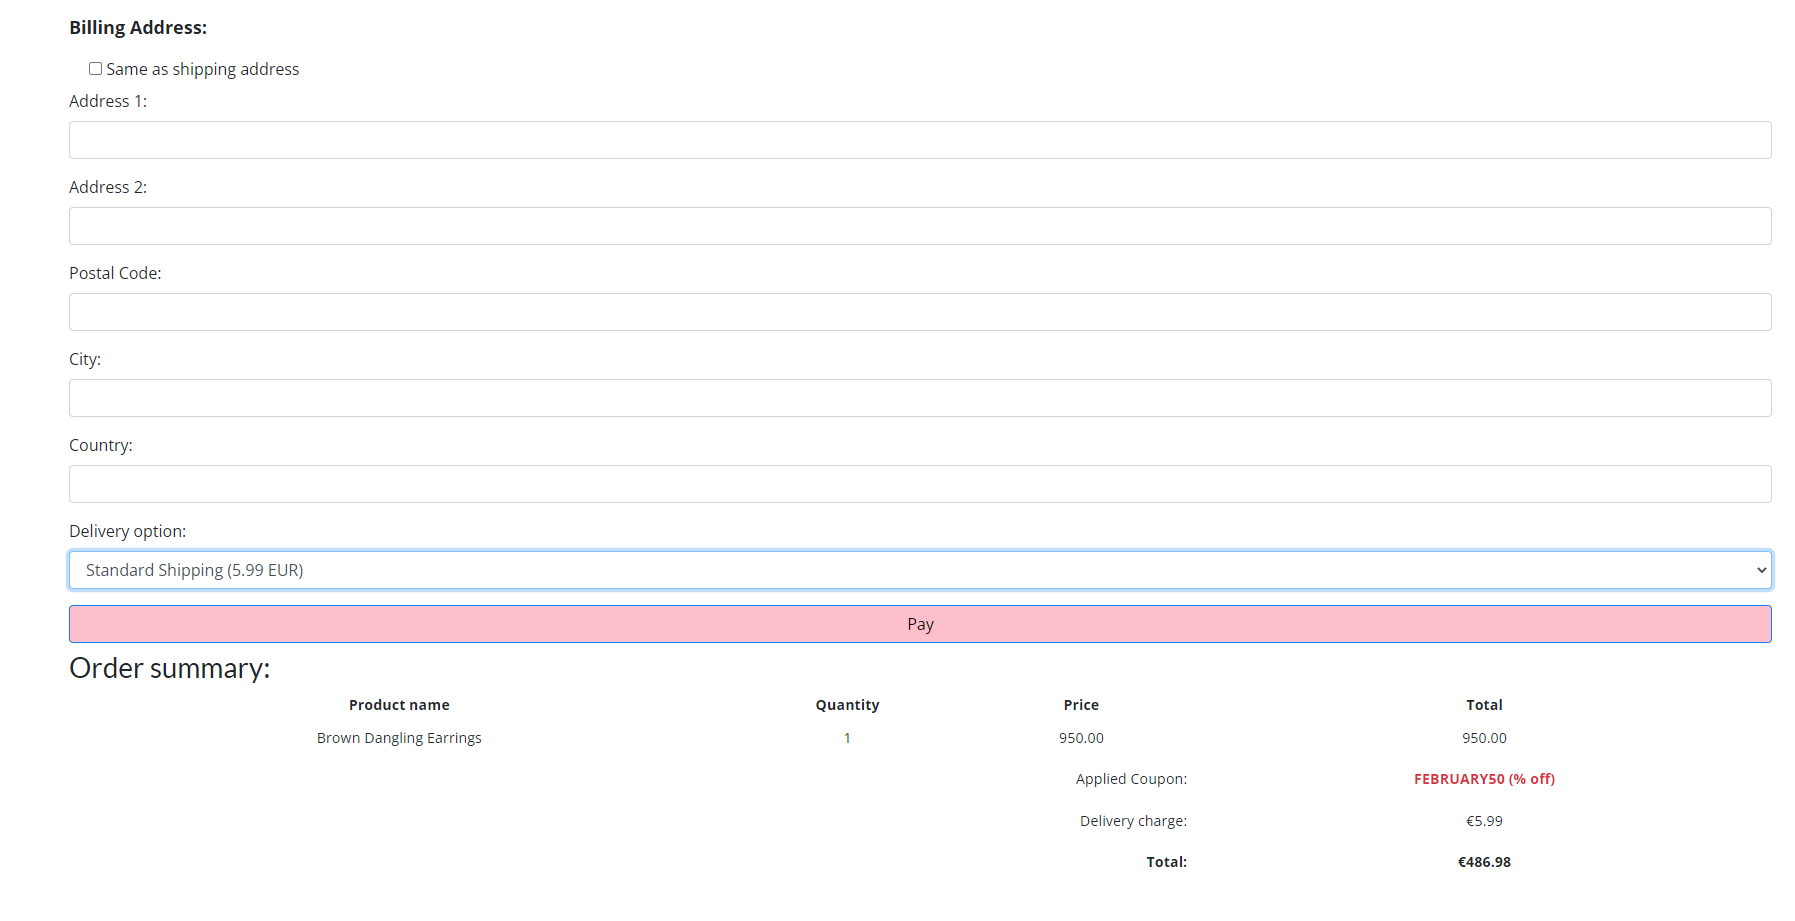 Billing Address:
Same as shipping address
Address 1:
Address 2:
Postal Code:
City:
Country:
Delivery option:
Standard Shipping (5.99 EUR)
Pay
Order summary:
Product name Quantity Price Total
Brown Dangling Earrings 1 950.00 950.00
Applied Coupon: FEBRUARY50 (% off)
Delivery charge: €5.99
Total: €486.98